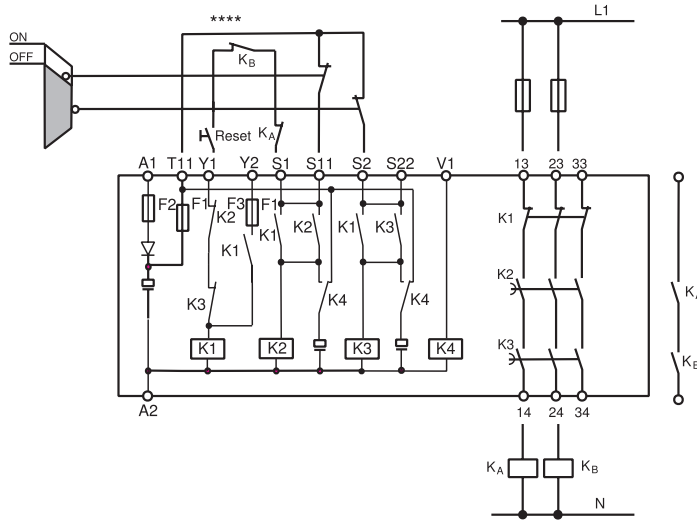 ****
L1
ON
OFF
KB
Reset
KA
A1 T11 Y1 Y2 S1 S11 S2 S22 V1 13 23 33
F2 F1 K2 F3 F1 K1 K2 K1 K3 K1
K1
K2
K3 K4 K4
K3
K1 K2 K3 K4
A2 14 24 34
KA KB
N
KB